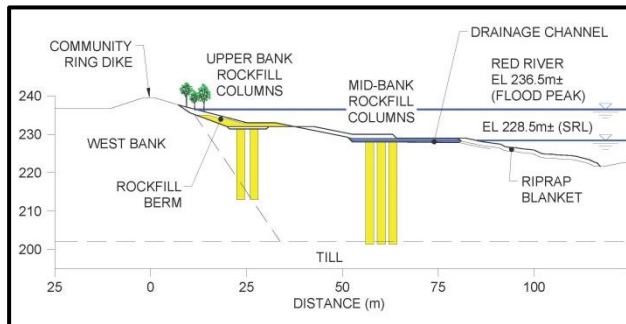 DRAINAGE CHANNEL
COMMUNITY
RING DIKE
UPPER BANK
ROCKFILL
COLUMNS
MID-BANK
ROCKFILL
COLUMNS
RED RIVER
EL 236.5m±
(FLOOD PEAK)
240
230
220
210
200
WEST BANK
EL 228.5m± (SRL)
ROCKFILL
BERM
RIPRAP
BLANKET
TILL
25 0 25 50 75 100
DISTANCE (m)